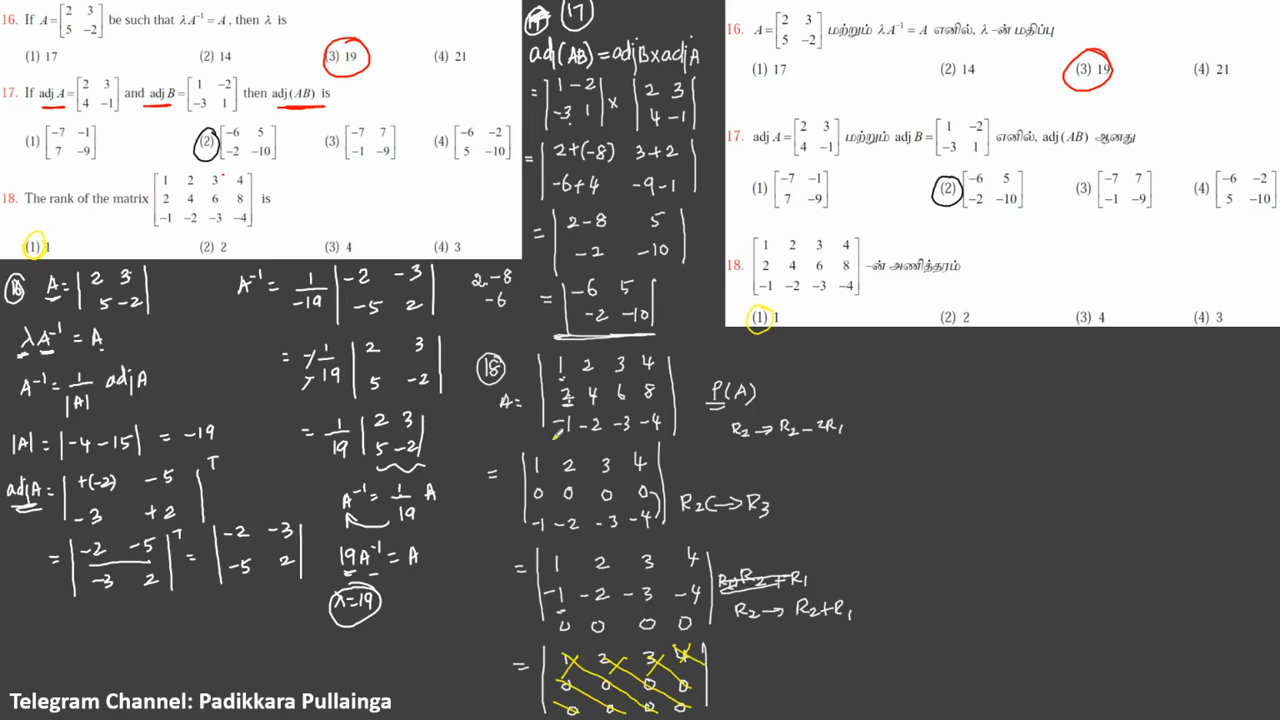 16. If A = [2 3; 5 −2] be such that λA⁻¹ = A, then λ is
(1) 17 (2) 14 (3) 19 (4) 21
17. If adj A = [2 3; 4 −1] and adj B = [1 −2; −3 1] then adj (AB) is
(1) [−7 −1; 7 −9] (2) [−6 5; −2 −10] (3) [−7 7; −1 −9] (4) [−6 −2; 5 −10]
18. The rank of the matrix [1 2 3 4; 2 4 6 8; −1 −2 −3 −4] is
(1) 1 (2) 2 (3) 4 (4) 3
16 A = |2 3; 5 −2|
λA⁻¹ = A
A⁻¹ = 1/|A| adjA
|A| = |−4 −15| = −19
adjA = |+(−2) −5; −3 +2|ᵀ
= |−2 −5; −3 2|ᵀ = |−2 −3; −5 2|
A⁻¹ = 1/−19 |−2 −3; −5 2|
= −1/−19 |2 3; 5 −2|
= 1/19 |2 3; 5 −2|
A⁻¹ = 1/19 A
19A⁻¹ = A
λ=19
2−8
−6
17
adj(AB) = adjB x adjA
= |1 −2; −3 1| x |2 3; 4 −1|
= |2+(−8) 3+2; −6+4 −9−1|
= |2−8 5; −2 −10|
= |−6 5; −2 −10|
18
A = |1 2 3 4; 2 4 6 8; −1 −2 −3 −4| ρ(A)
R₂ → R₂ − 2R₁
= |1 2 3 4; 0 0 0 0; −1 −2 −3 −4| R₂ ↔ R₃
= |1 2 3 4; −1 −2 −3 −4; 0 0 0 0|
R₂ → R₂+R₁
= |1 2 3 4; 0 0 0 0; 0 0 0 0|
16. A = [2 3; 5 −2] மற்றும் λA⁻¹ = A எனில், λ −ன் மதிப்பு
(1) 17 (2) 14 (3) 19 (4) 21
17. adj A = [2 3; 4 −1] மற்றும் adj B = [1 −2; −3 1] எனில், adj (AB) ஆனது
(1) [−7 −1; 7 −9] (2) [−6 5; −2 −10] (3) [−7 7; −1 −9] (4) [−6 −2; 5 −10]
18. [1 2 3 4; 2 4 6 8; −1 −2 −3 −4] −ன் அணித்தரம்
(1) 1 (2) 2 (3) 4 (4) 3
Telegram Channel: Padikkara Pullainga